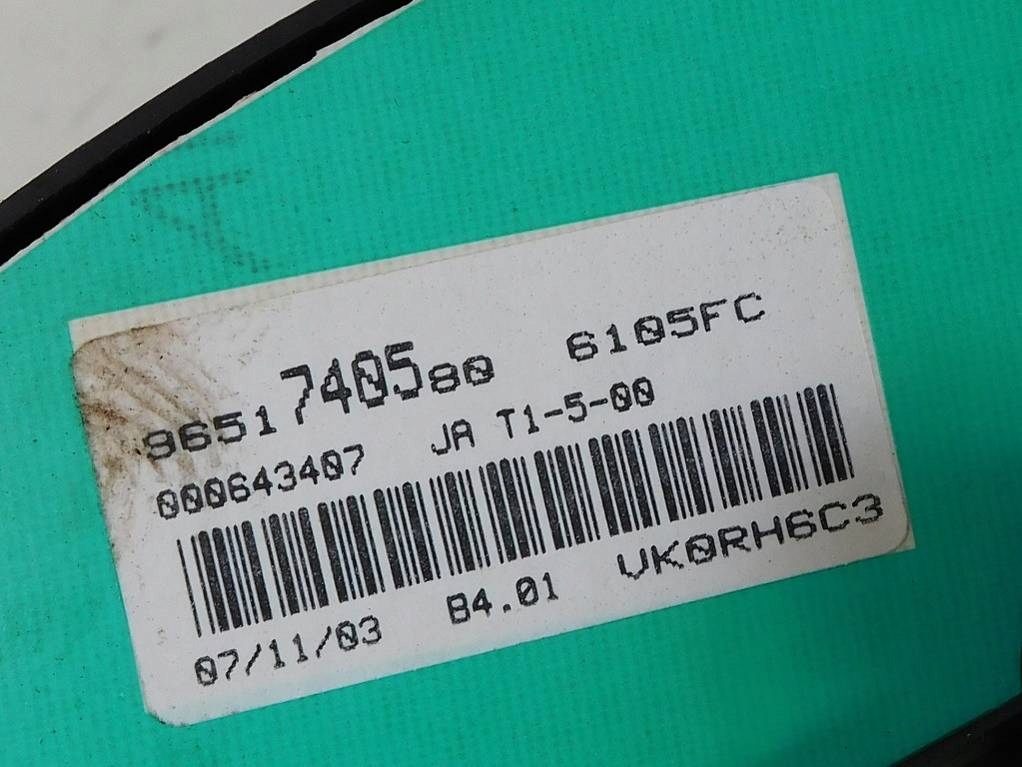 9651740580 6105FC
000643407 JA T1-5-00
07/11/03 B4.01 VK0RH6C3